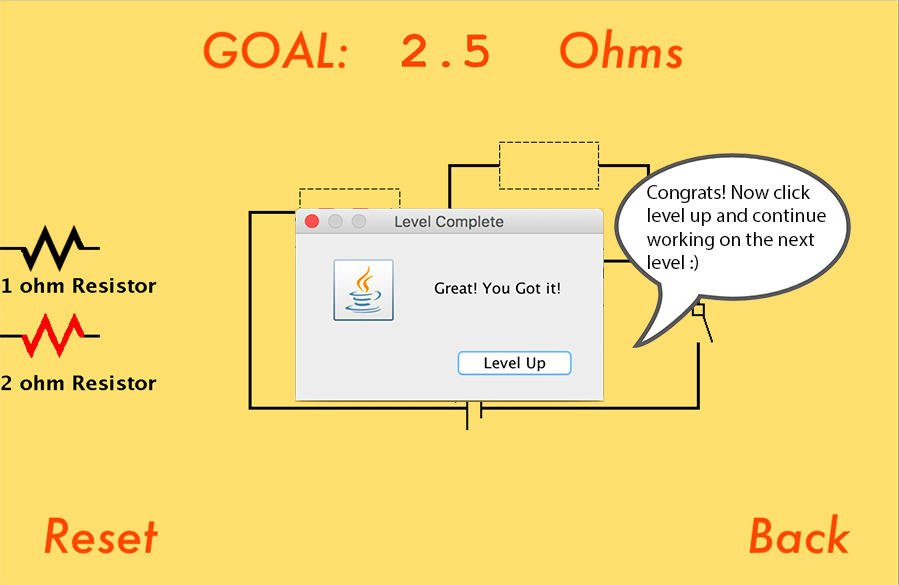 GOAL: 2.5 Ohms
Level Complete
Congrats! Now click
level up and continue
working on the next
level :)
1 ohm Resistor
Great! You Got it!
Level Up
2 ohm Resistor
Reset
Back